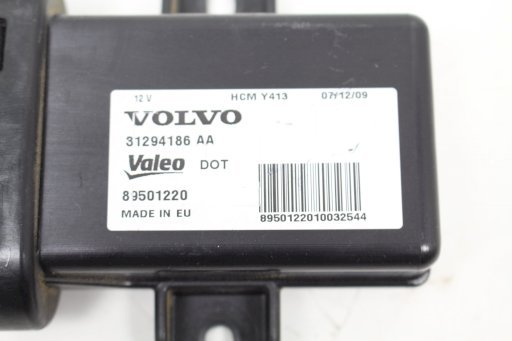 12 V HCM Y413 07/12/09
VOLVO
31294186 AA
Valeo DOT
89501220
MADE IN EU
8950122010032544